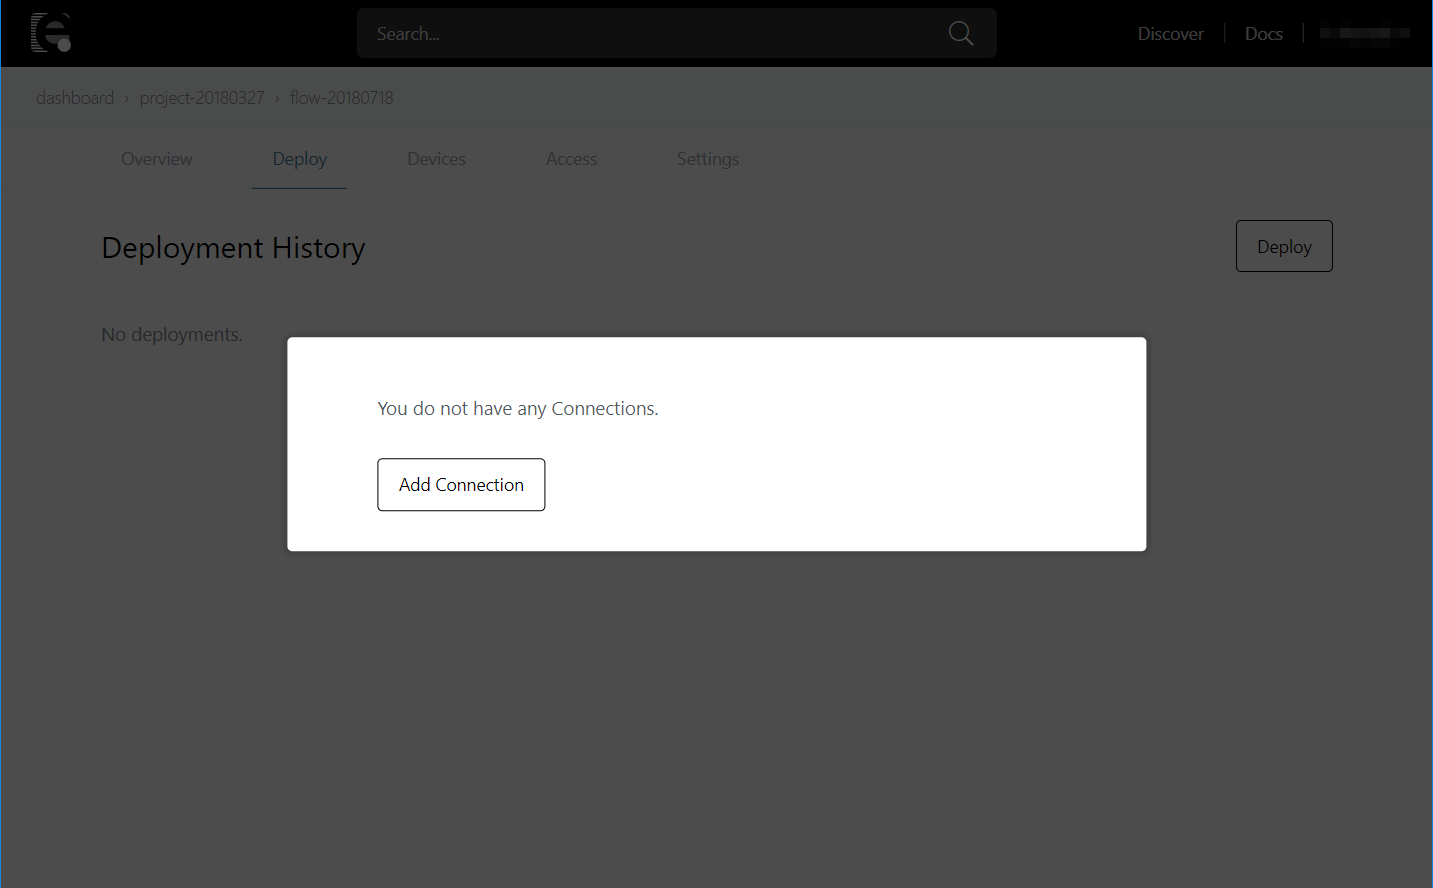 Search...
Discover
Docs
dashboard › project-20180327 › flow-20180718
Overview
Deploy
Devices
Access
Settings
Deployment History
Deploy
No deployments.
You do not have any Connections.
Add Connection